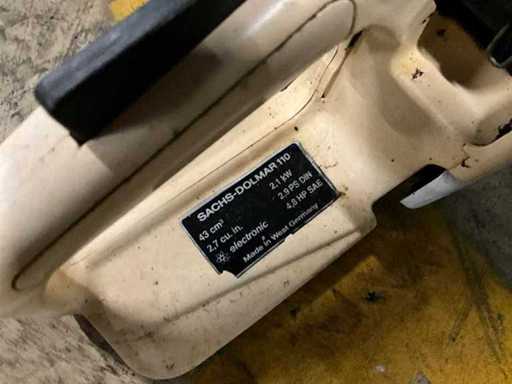 SACHS-DOLMAR 110
43 cm³ 2.1 kW
2,7 cu. in. 2.9 PS DIN
electronic 4,8 HP SAE
Made in West Germany